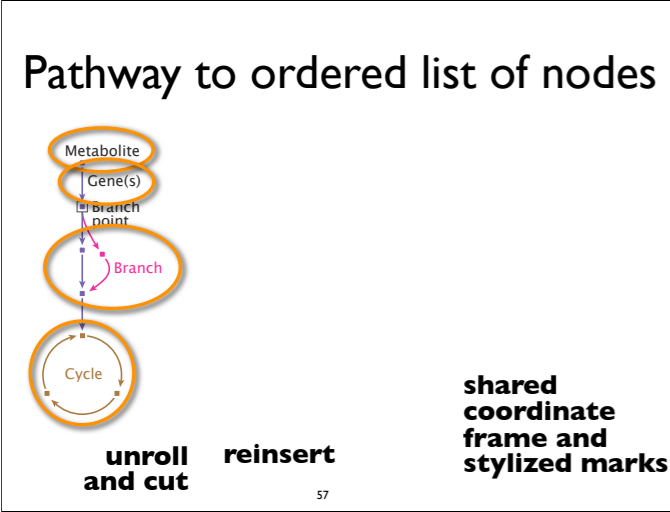 Pathway to ordered list of nodes
Metabolite
Gene(s)
Branch
point
Branch
Cycle
unroll
and cut
reinsert
shared
coordinate
frame and
stylized marks
57